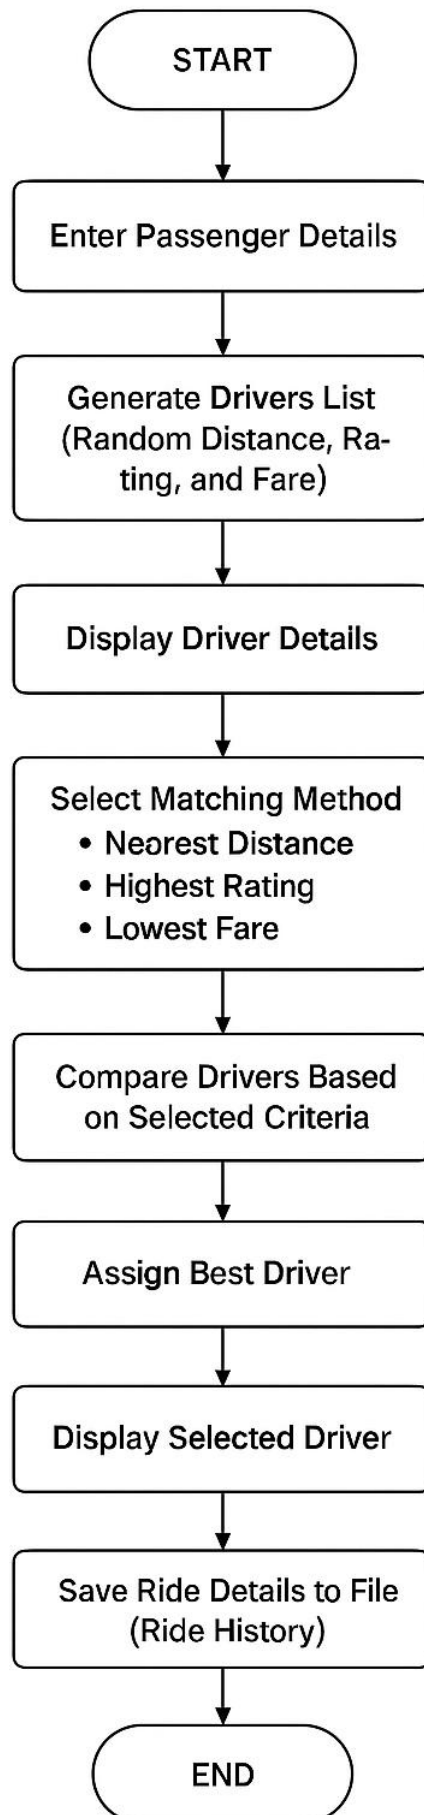 START
Enter Passenger Details
Generate Drivers List
(Random Distance, Ra-
ting, and Fare)
Display Driver Details
Select Matching Method
• Nearest Distance
• Highest Rating
• Lowest Fare
Compare Drivers Based
on Selected Criteria
Assign Best Driver
Display Selected Driver
Save Ride Details to File
(Ride History)
END